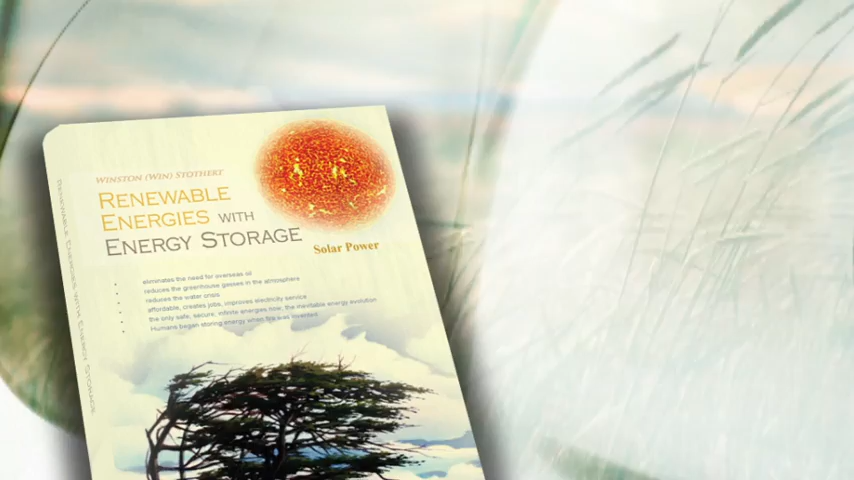 WINSTON (WIN) STOTHERT
RENEWABLE
ENERGIES WITH
ENERGY STORAGE
Solar Power
• eliminates the need for overseas oil
• reduces the greenhouse gasses in the atmosphere
• reduces the water crisis
• affordable, creates jobs, improves electricity service
• the only safe, secure, infinite energies now; the inevitable energy evolution
• Humans began storing energy when fire was invented
RENEWABLE ENERGIES WITH ENERGY STORAGE